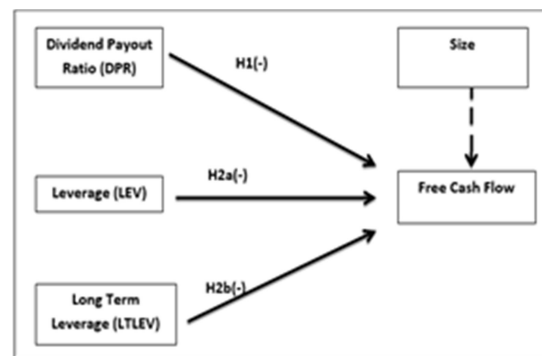 Dividend Payout
Ratio (DPR)
H1(-)
Size
Leverage (LEV)
H2a(-)
Free Cash Flow
Long Term
Leverage (LTLEV)
H2b(-)